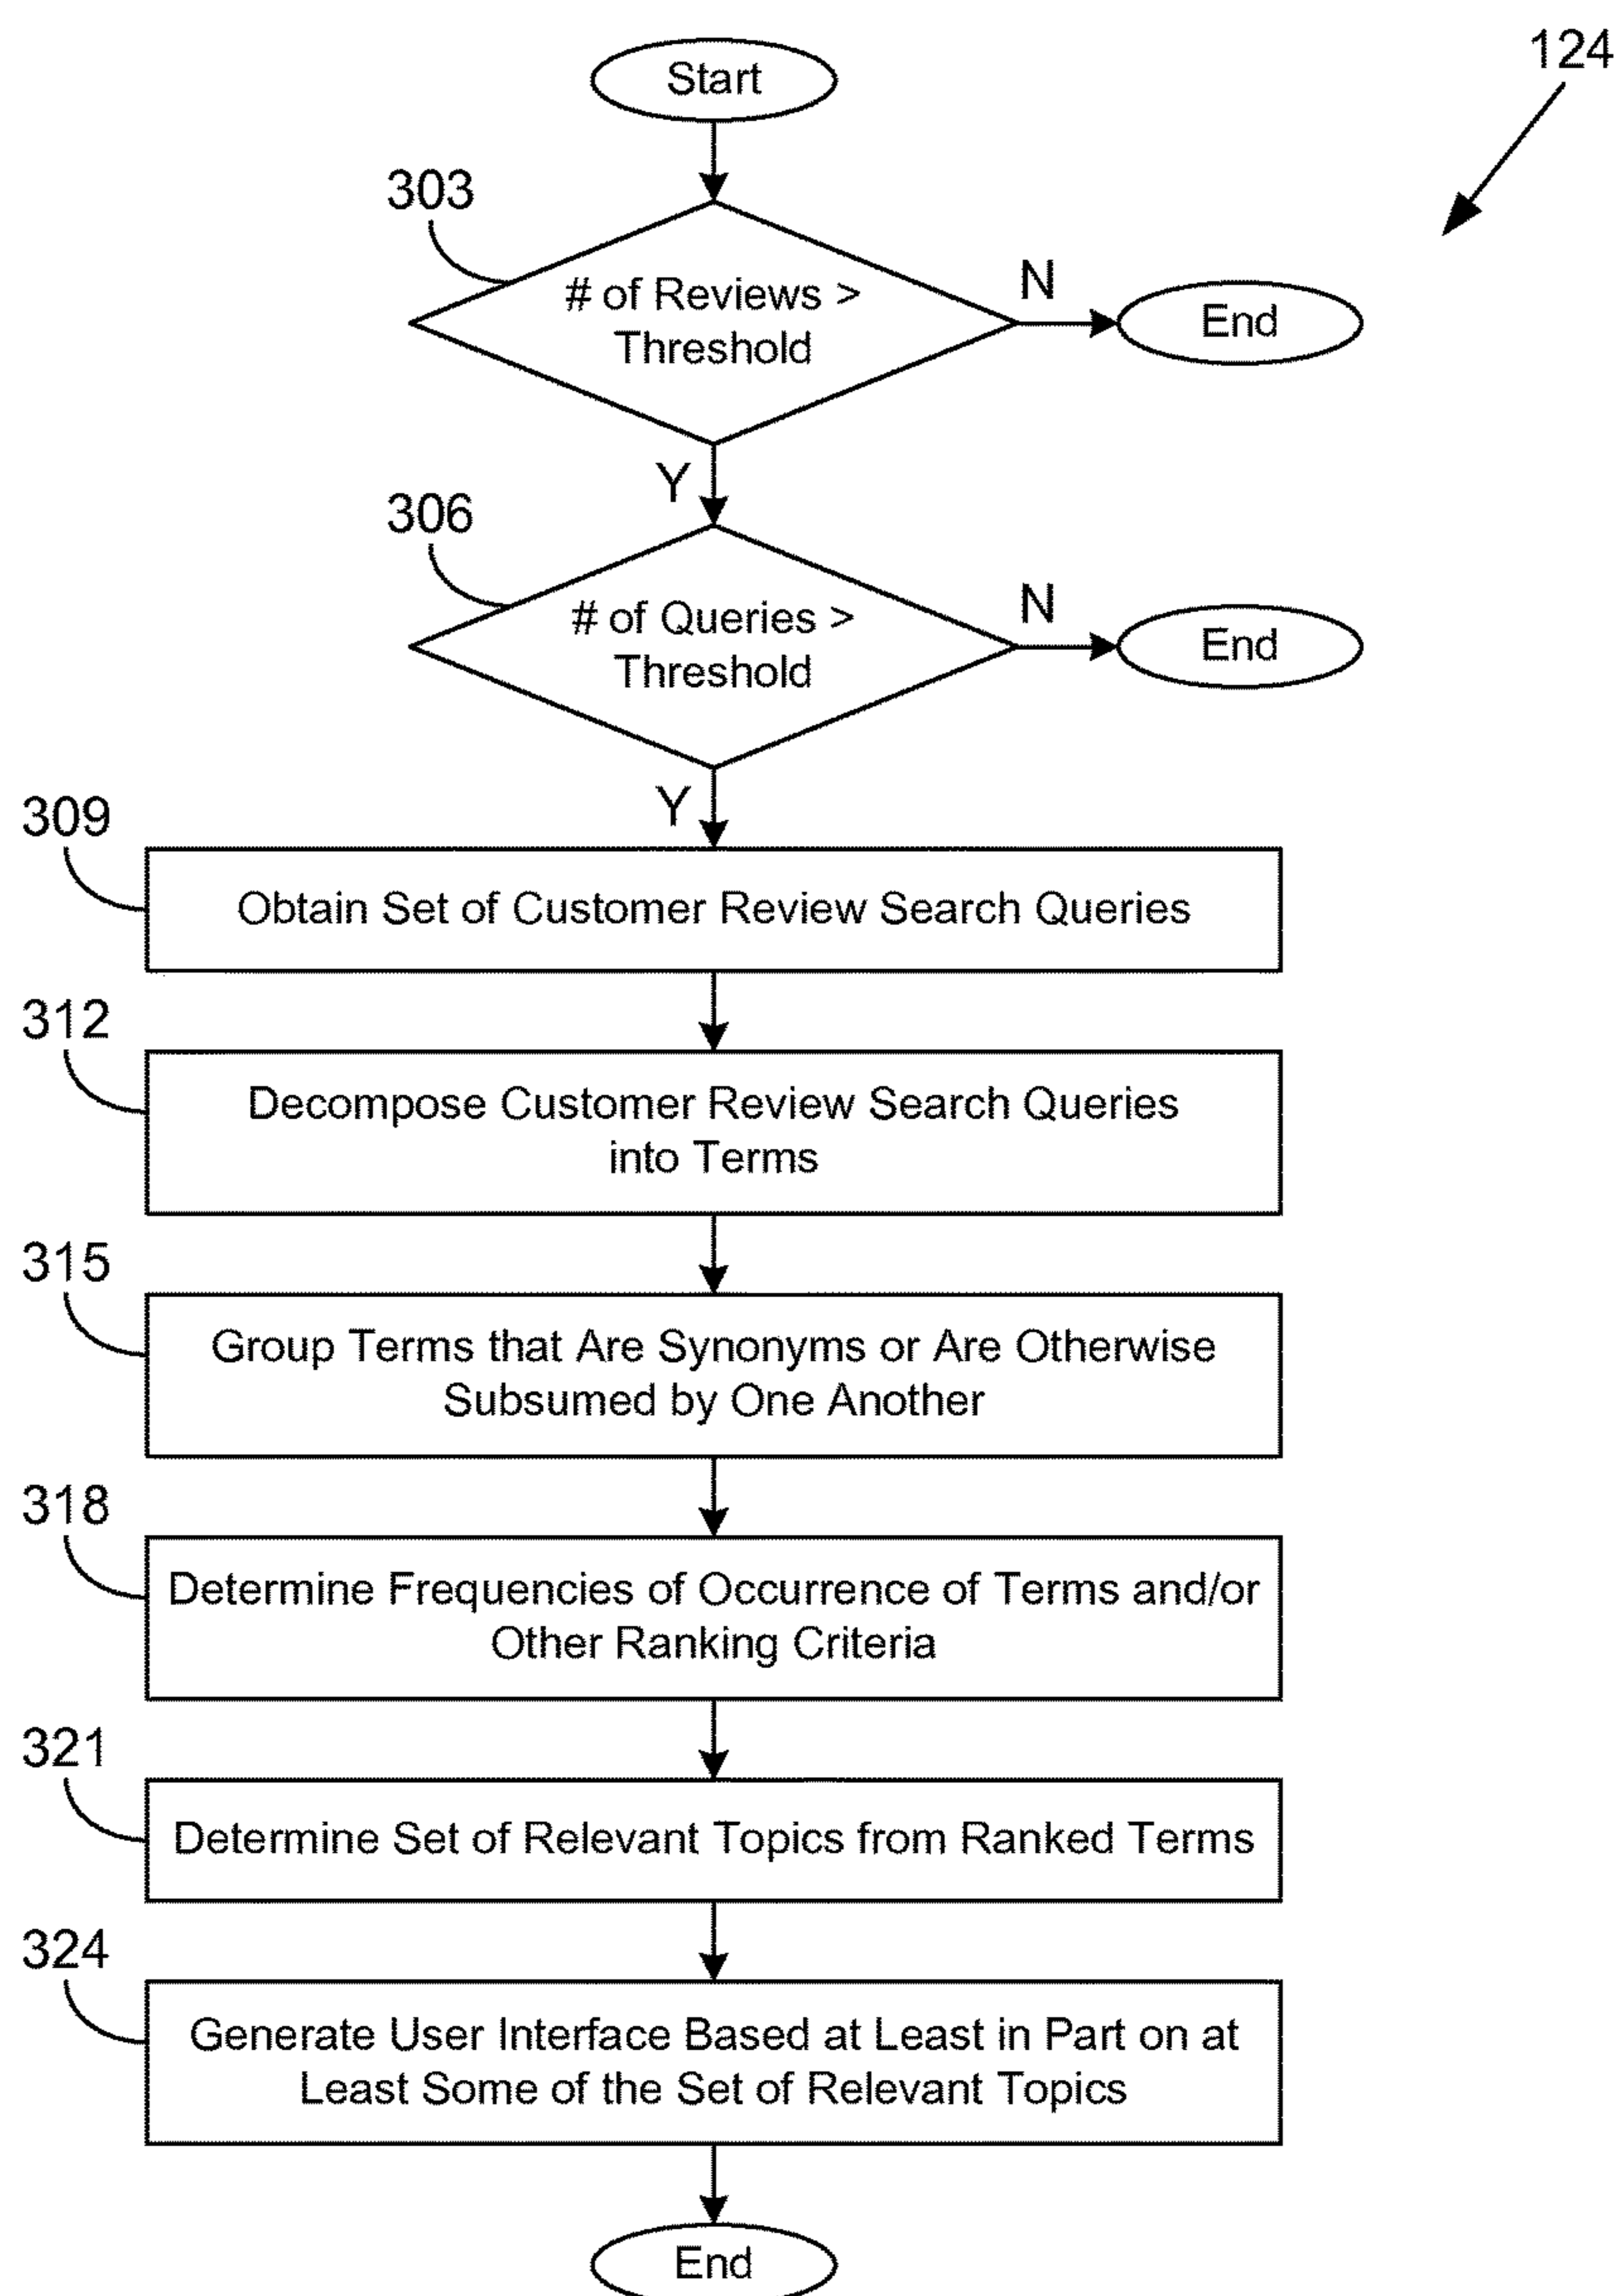 124
Start
303
# of Reviews >
Threshold
N
End
Y
306
# of Queries >
Threshold
N
End
Y
309
Obtain Set of Customer Review Search Queries
312
Decompose Customer Review Search Queries
into Terms
315
Group Terms that Are Synonyms or Are Otherwise
Subsumed by One Another
318
Determine Frequencies of Occurrence of Terms and/or
Other Ranking Criteria
321
Determine Set of Relevant Topics from Ranked Terms
324
Generate User Interface Based at Least in Part on at
Least Some of the Set of Relevant Topics
End